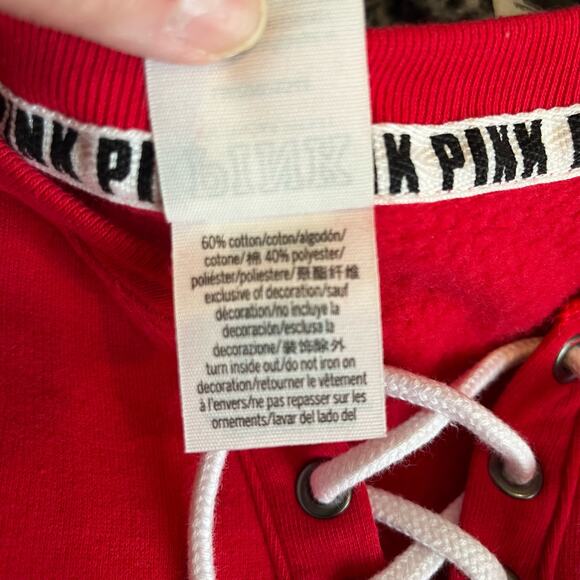 PINK PINK PINK
60% cotton/coton/algodón/
cotone/棉 40% polyester/
poliéster/poliestere/聚酯纤维
exclusive of decoration/sauf
décoration/no incluye la
decoración/esclusa la
decorazione/装饰除外
turn inside out/do not iron on
decoration/retourner le vêtement
à l'envers/ne pas repasser sur les
ornements/lavar del lado del